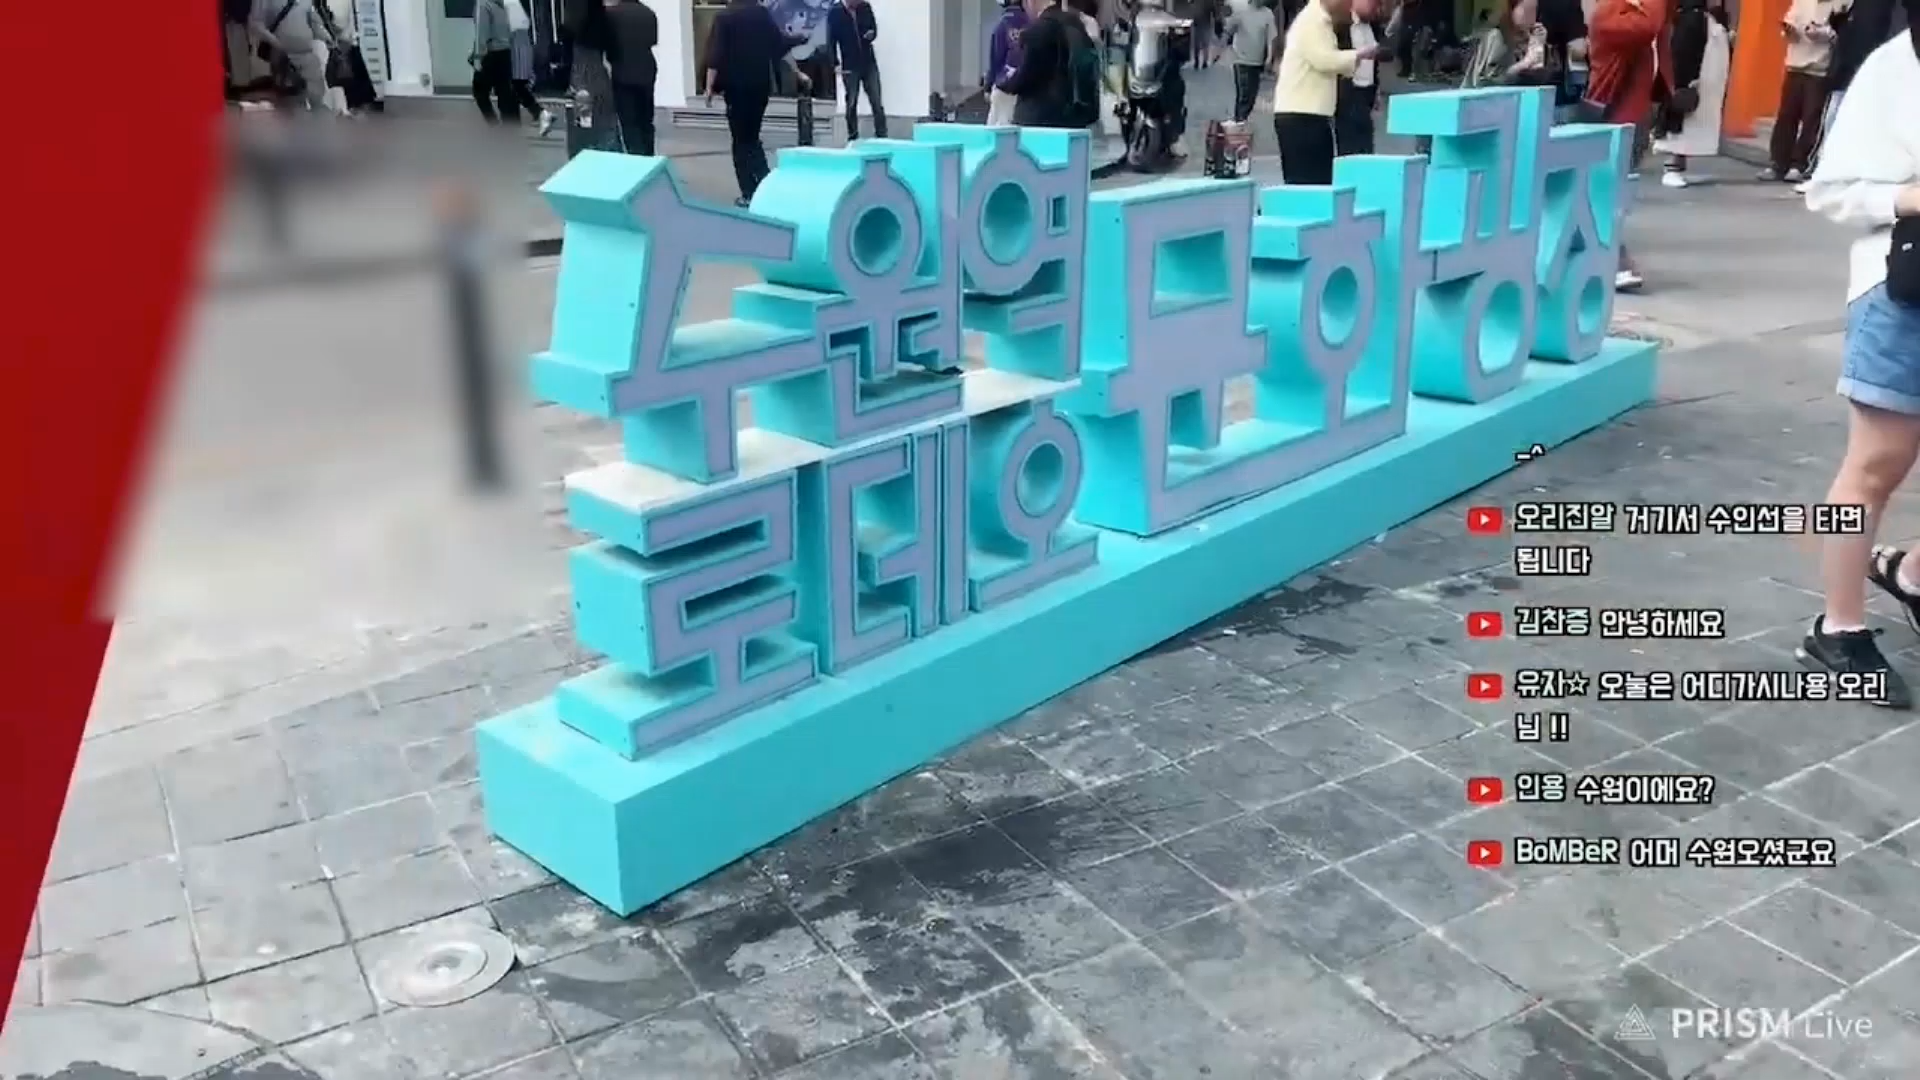 수원역
로데오
문화광장
-^
오리진알 거기서 수인선을 타면
됩니다
김찬증 안녕하세요
유자☆ 오늘은 어디가시나용 오리
님 !!
인용 수원이에요?
BoMBeR 어머 수원오셨군요
PRISM Live